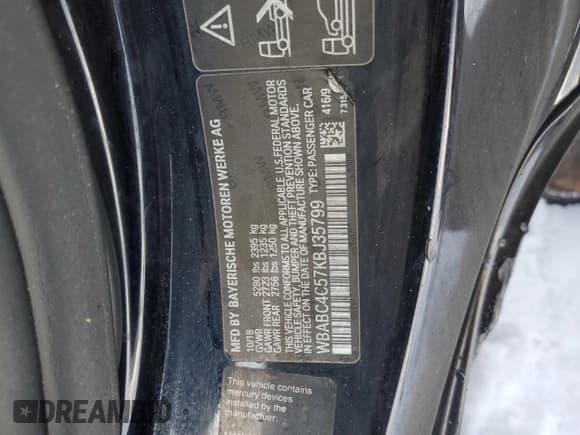 MFD BY BAYERISCHE MOTOREN WERKE AG
10/18
GVWR 5280 lbs 2395 kg
GAWR FRONT 2723 lbs 1235 kg
GAWR REAR 2756 lbs 1250 kg
THIS VEHICLE CONFORMS TO ALL APPLICABLE U.S. FEDERAL MOTOR
VEHICLE SAFETY, BUMPER AND THEFT PREVENTION STANDARDS
IN EFFECT ON THE DATE OF MANUFACTURE SHOWN ABOVE.
WBABC4C57KBJ35799 TYPE: PASSENGER CAR
416/9
7315
This vehicle contains
mercury devices
installed by the
manufacturer:
DREAMBID